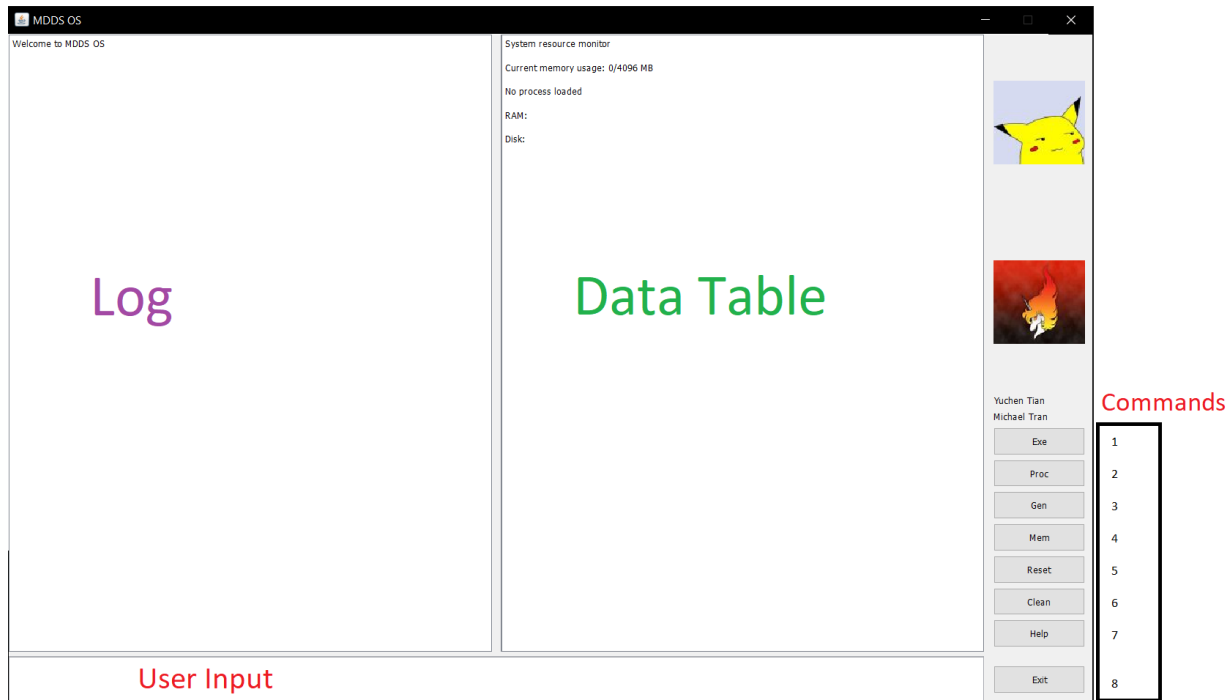 MDDS OS
Welcome to MDDS OS
Log
System resource monitor
Current memory usage: 0/4096 MB
No process loaded
RAM:
Disk:
Data Table
Yuchen Tian
Michael Tran
Commands
Exe 1
Proc 2
Gen 3
Mem 4
Reset 5
Clean 6
Help 7
Exit 8
User Input